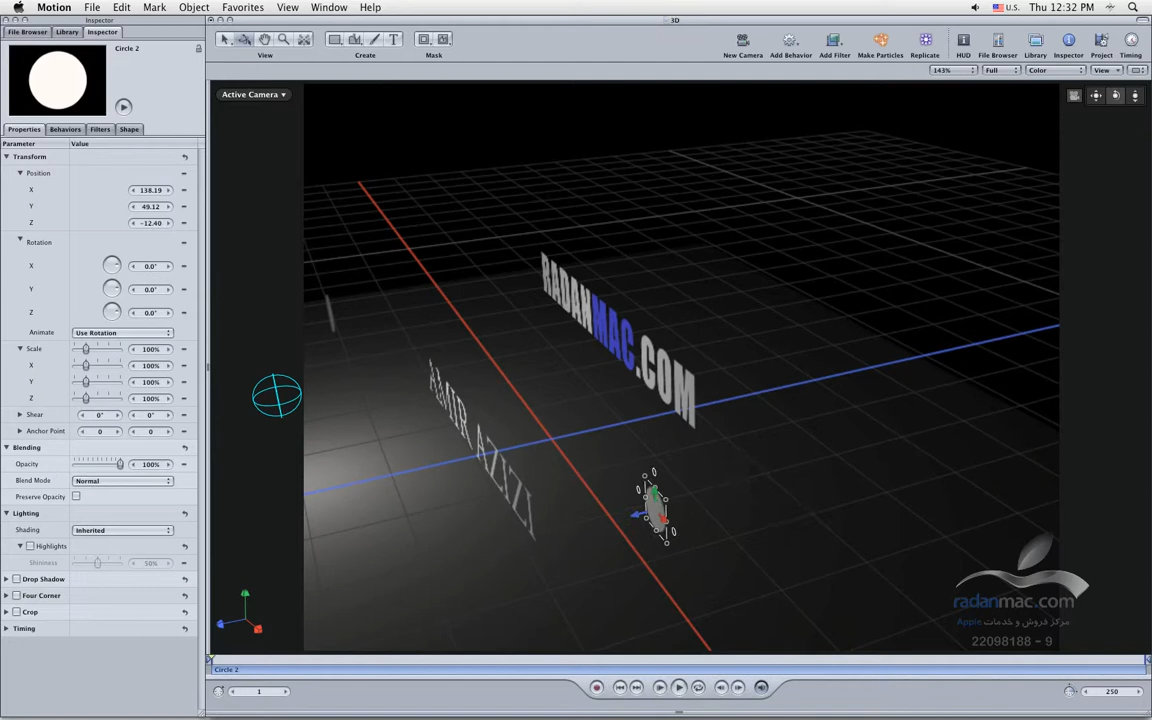 Motion File Edit Mark Object Favorites View Window Help
U.S. Thu 12:32 PM
Inspector
3D
File Browser Library Inspector
Circle 2
View
Create
Mask
New Camera Add Behavior Add Filter Make Particles Replicate HUD File Browser Library Inspector Project Timing
143% Full Color View
Active Camera
Properties Behaviors Filters Shape
Parameter Value
Transform
Position
X 138.19
Y 49.12
Z -12.40
Rotation
X 0.0°
Y 0.0°
Z 0.0°
Animate Use Rotation
Scale 100%
X 100%
Y 100%
Z 100%
Shear 0° 0°
Anchor Point 0 0
Blending
Opacity 100%
Blend Mode Normal
Preserve Opacity
Lighting
Shading Inherited
Highlights
Shininess 50%
Drop Shadow
Four Corner
Crop
Timing
RADANMAC.COM
AMIR AZIZI
radanmac.com
مرکز فروش و خدمات Apple
22098188 - 9
Circle 2
1
250